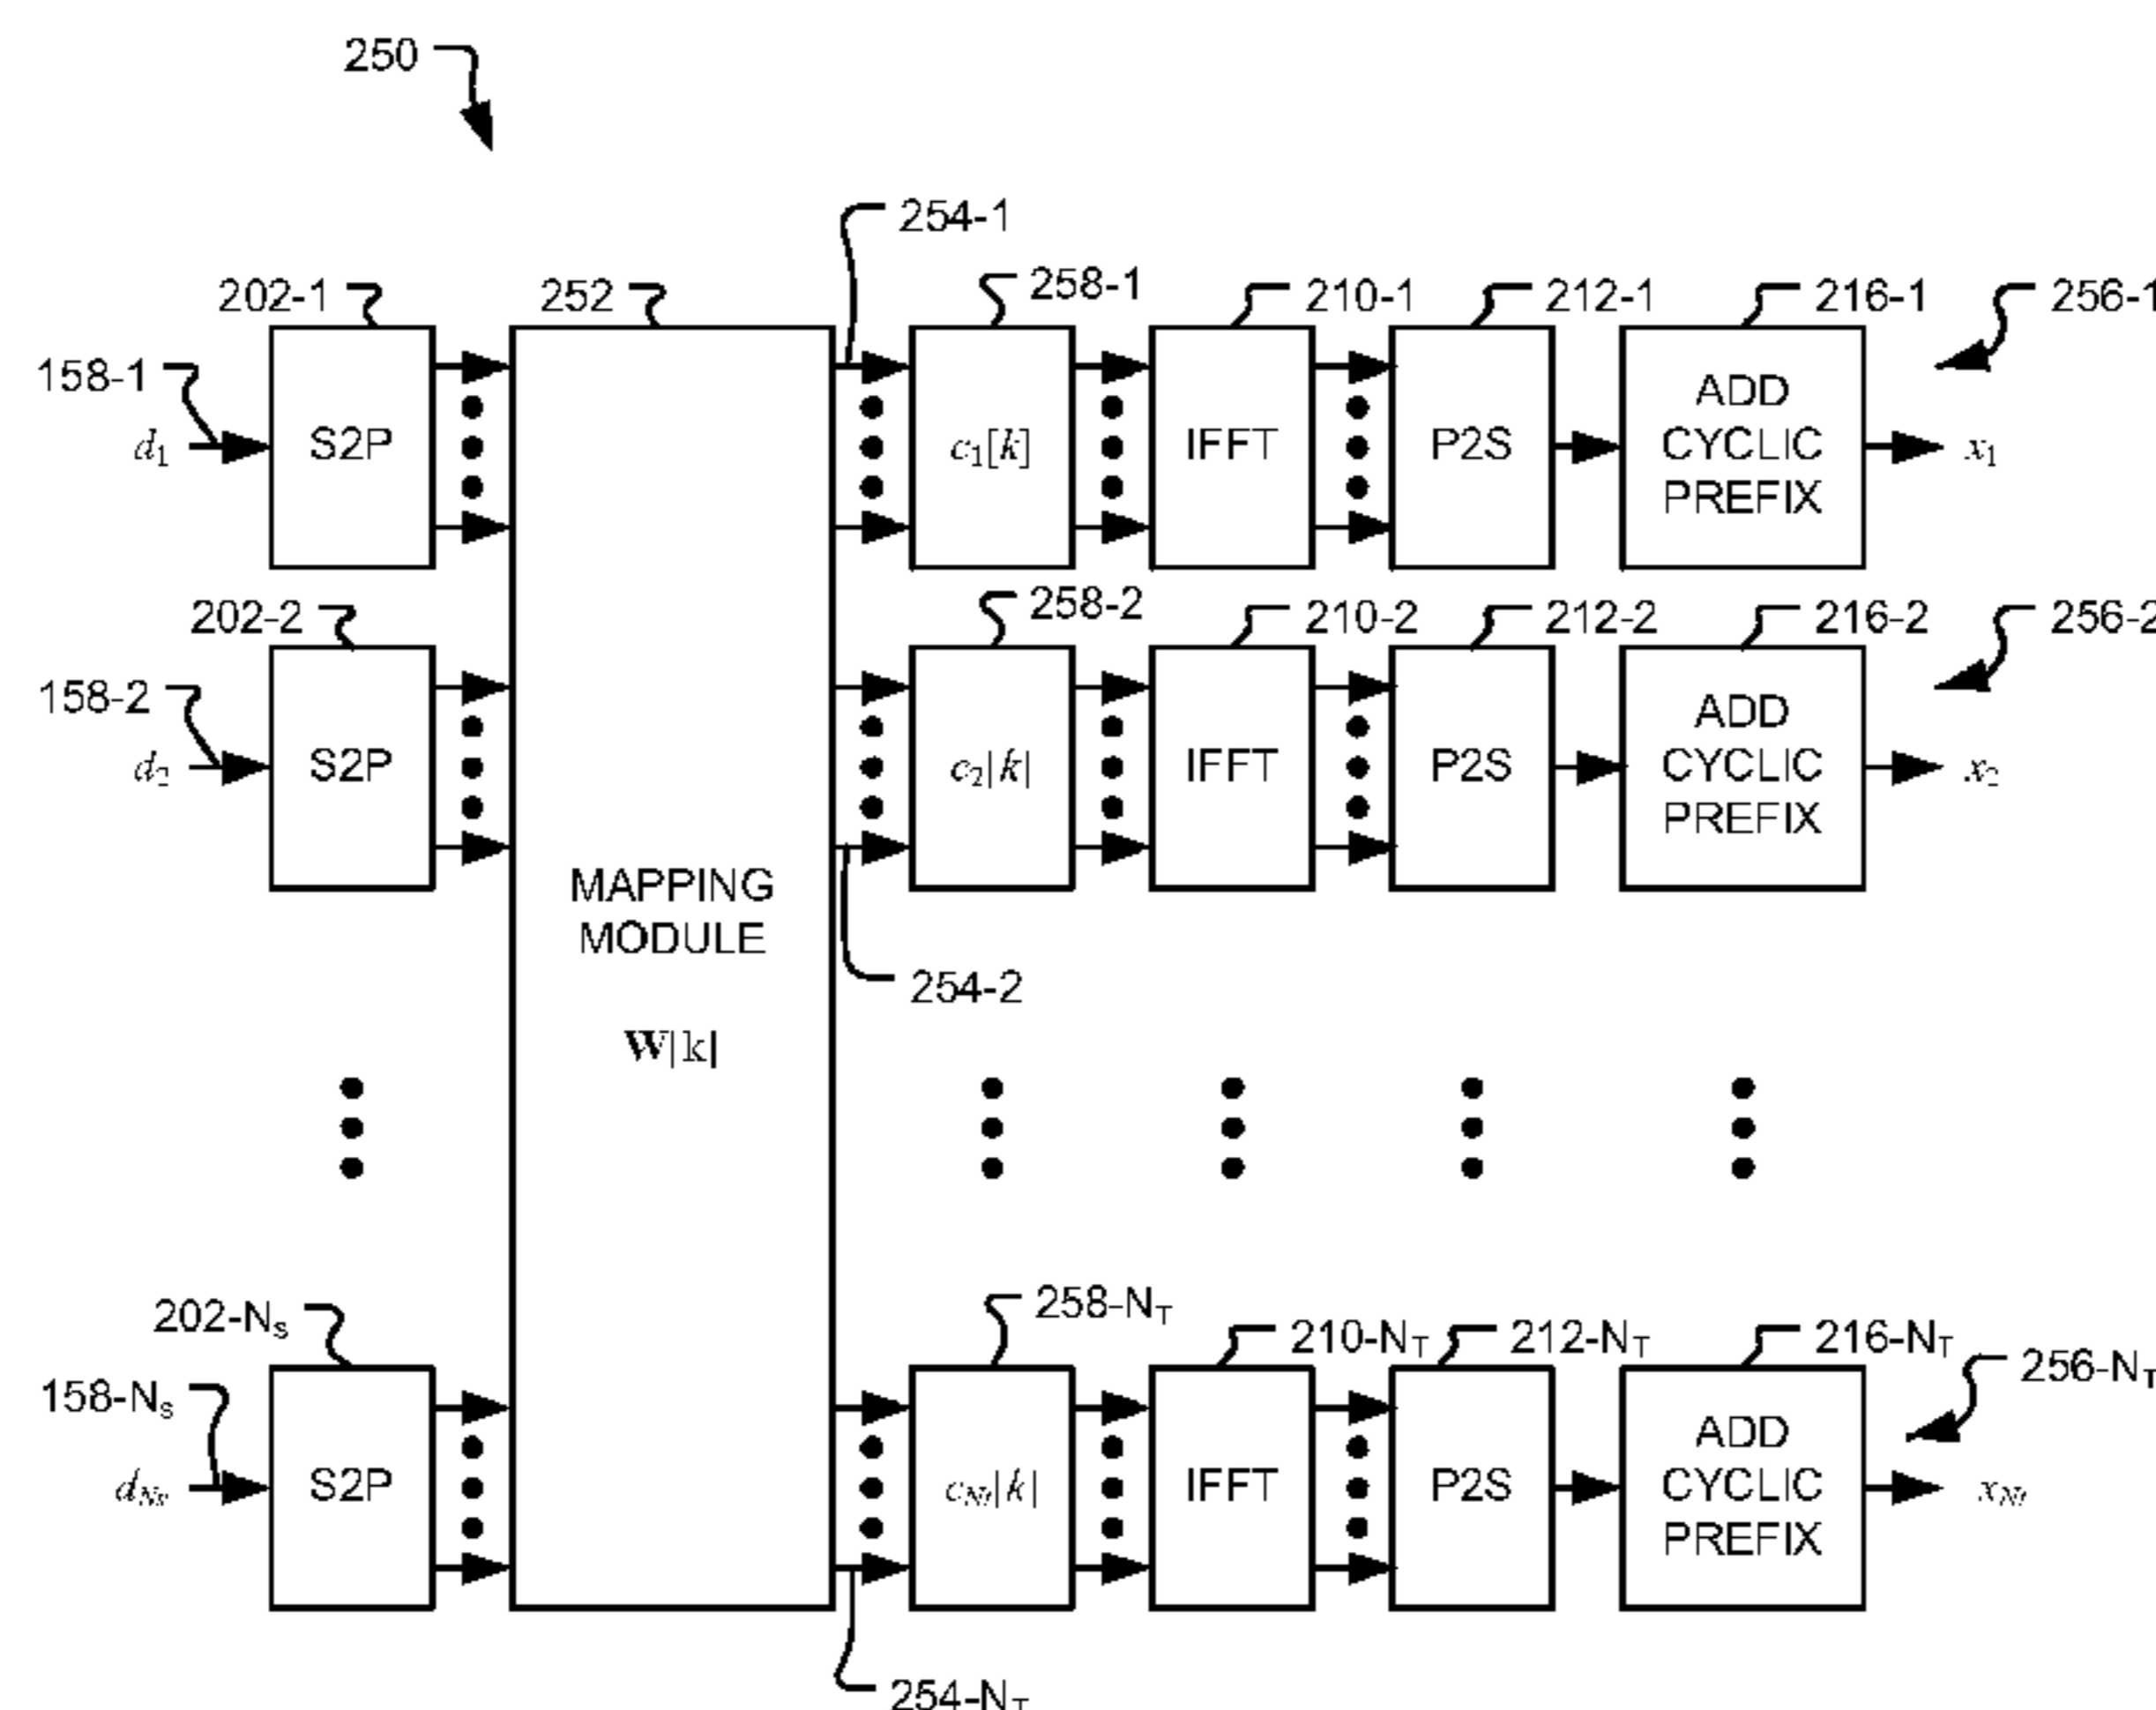 250
254-1
202-1 252 258-1 210-1 212-1 216-1 256-1
158-1
d1 S2P c1[k] IFFT P2S ADD CYCLIC PREFIX x1
202-2 258-2 210-2 212-2 216-2 256-2
158-2
d2 S2P c2[k] IFFT P2S ADD CYCLIC PREFIX x2
MAPPING
MODULE
W[k]
254-2
202-NS 258-NT 210-NT 212-NT 216-NT 256-NT
158-NS
dNs S2P cNt[k] IFFT P2S ADD CYCLIC PREFIX xNt
254-NT